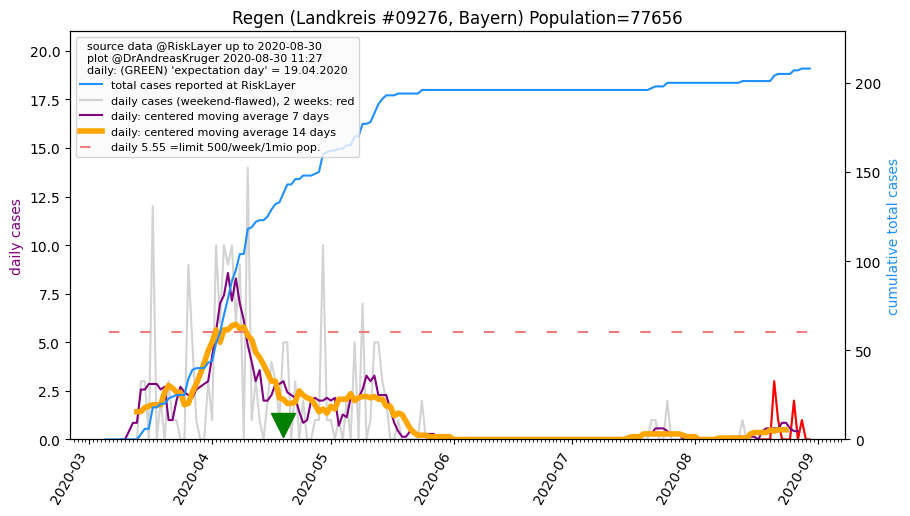 Regen (Landkreis #09276, Bayern) Population=77656
source data @RiskLayer up to 2020-08-30
plot @DrAndreasKruger 2020-08-30 11:27
daily: (GREEN) 'expectation day' = 19.04.2020
total cases reported at RiskLayer
daily cases (weekend-flawed), 2 weeks: red
daily: centered moving average 7 days
daily: centered moving average 14 days
daily 5.55 =limit 500/week/1mio pop.
daily cases
20.0
17.5
15.0
12.5
10.0
7.5
5.0
2.5
0.0
cumulative total cases
200
150
100
50
0
2020-03
2020-04
2020-05
2020-06
2020-07
2020-08
2020-09